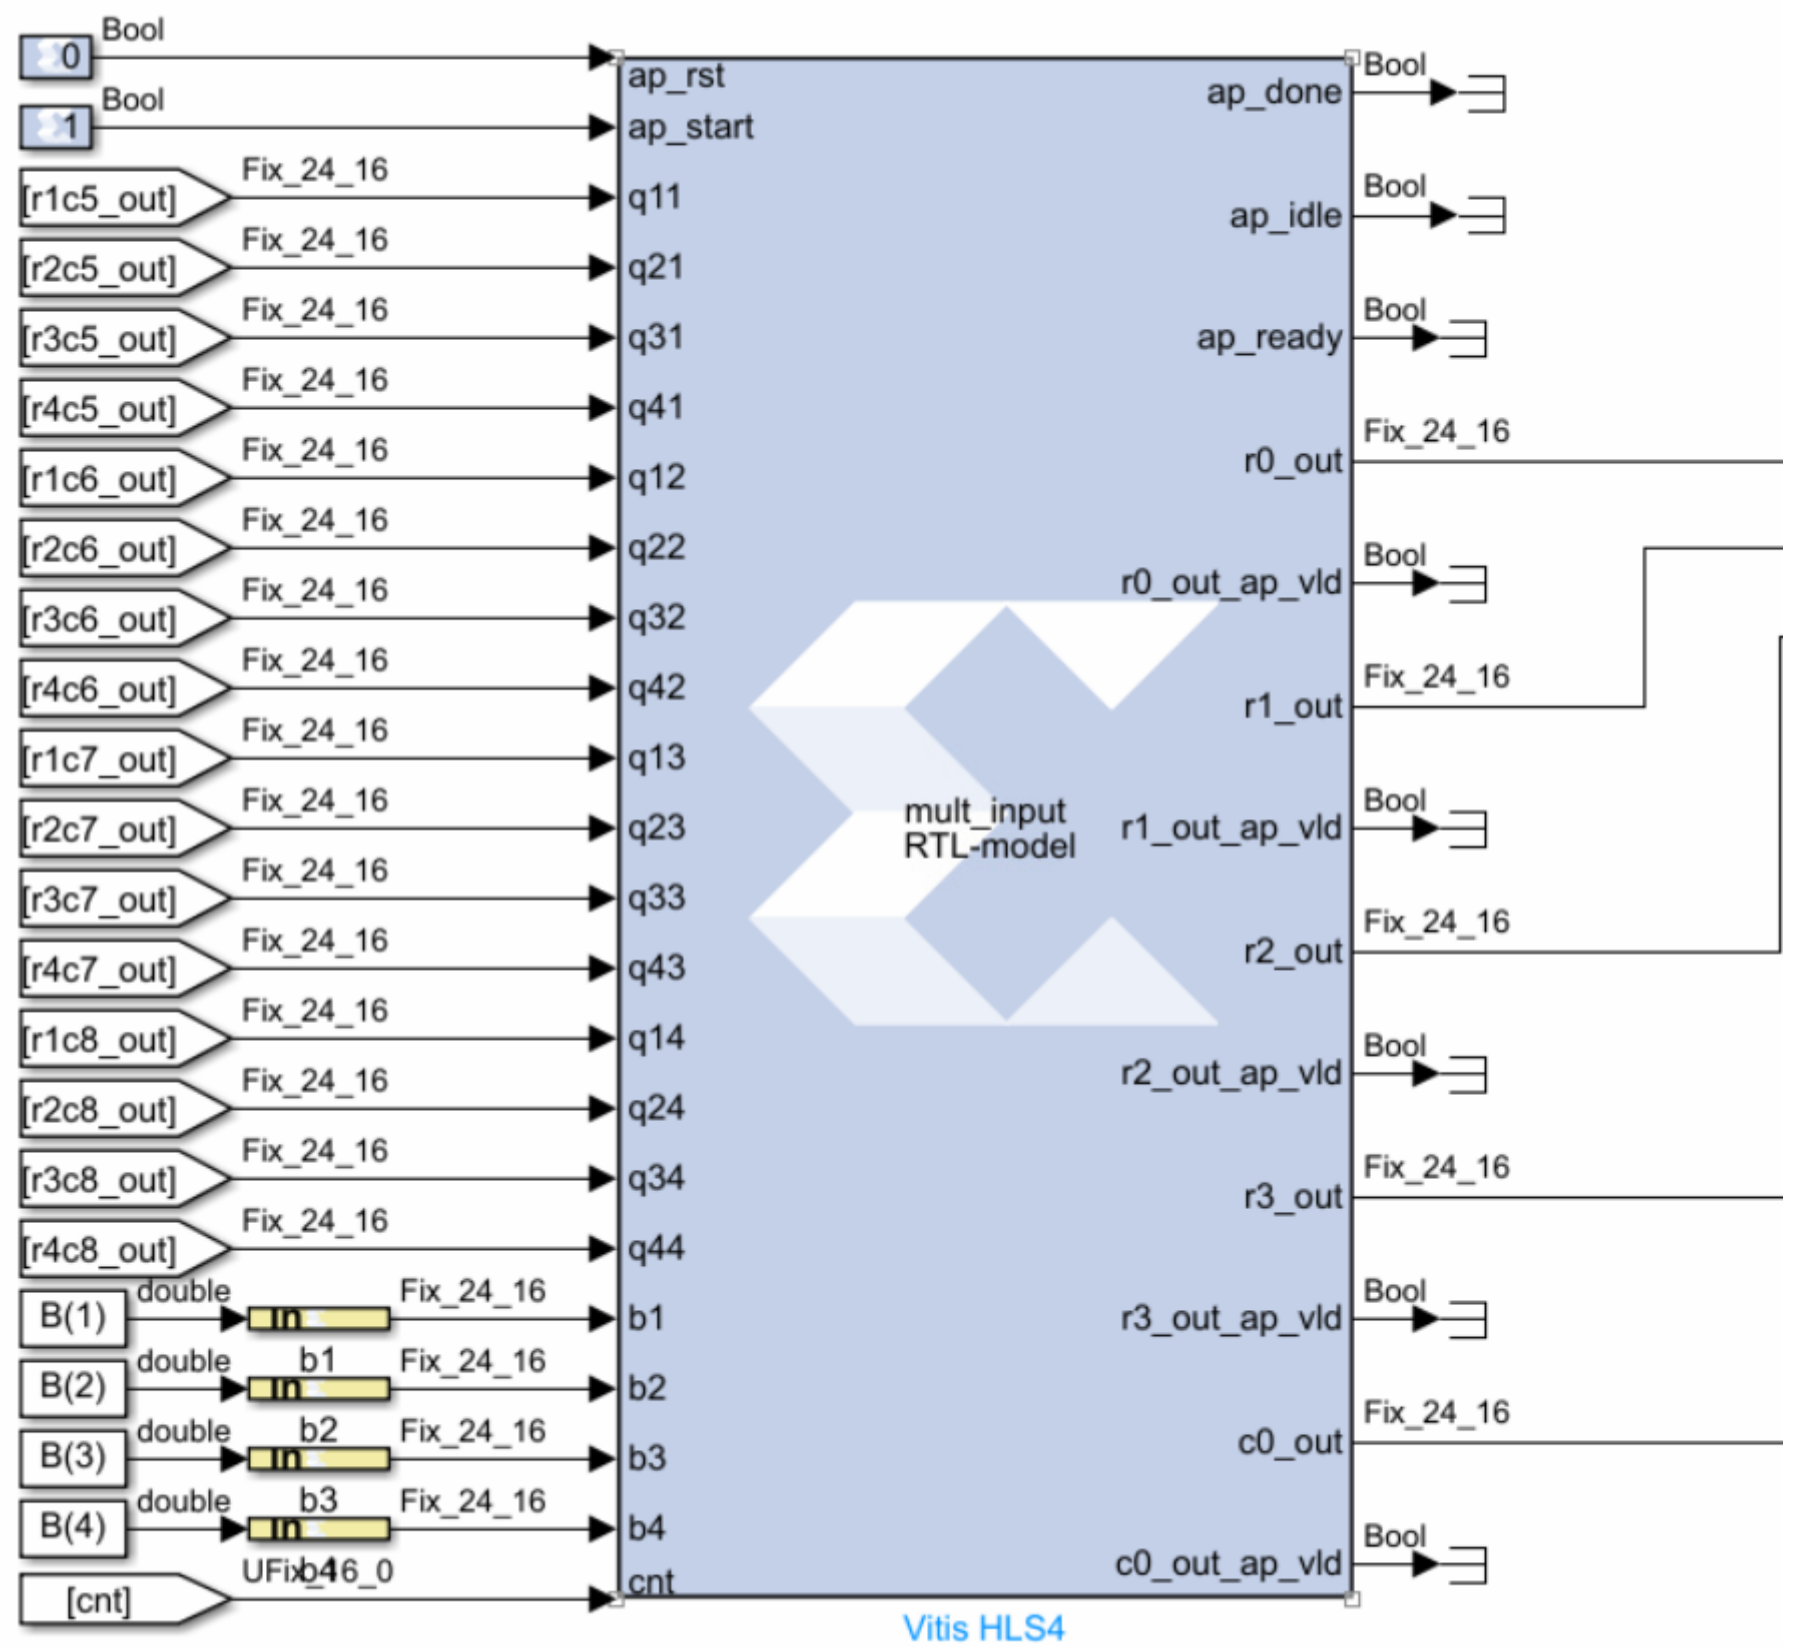 Bool
0
ap_rst
Bool
1
ap_start
[r1c5_out]
Fix_24_16
q11
[r2c5_out]
Fix_24_16
q21
[r3c5_out]
Fix_24_16
q31
[r4c5_out]
Fix_24_16
q41
[r1c6_out]
Fix_24_16
q12
[r2c6_out]
Fix_24_16
q22
[r3c6_out]
Fix_24_16
q32
[r4c6_out]
Fix_24_16
q42
[r1c7_out]
Fix_24_16
q13
[r2c7_out]
Fix_24_16
q23
[r3c7_out]
Fix_24_16
q33
[r4c7_out]
Fix_24_16
q43
[r1c8_out]
Fix_24_16
q14
[r2c8_out]
Fix_24_16
q24
[r3c8_out]
Fix_24_16
q34
[r4c8_out]
Fix_24_16
q44
B(1)
double
In
b1
Fix_24_16
b1
B(2)
double
In
b2
Fix_24_16
b2
B(3)
double
In
b3
Fix_24_16
b3
B(4)
double
In
b4
Fix_24_16
b4
[cnt]
UFix_16_0
cnt
mult_input
RTL-model
ap_done
Bool
ap_idle
Bool
ap_ready
Bool
r0_out
Fix_24_16
r0_out_ap_vld
Bool
r1_out
Fix_24_16
r1_out_ap_vld
Bool
r2_out
Fix_24_16
r2_out_ap_vld
Bool
r3_out
Fix_24_16
r3_out_ap_vld
Bool
c0_out
Fix_24_16
c0_out_ap_vld
Bool
Vitis HLS4